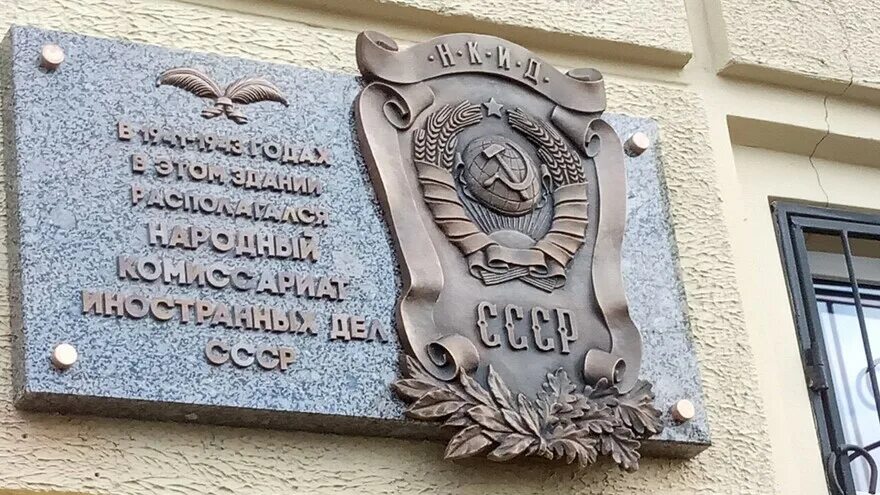 В 1941-1943 ГОДАХ
В ЭТОМ ЗДАНИИ
РАСПОЛАГАЛСЯ
НАРОДНЫЙ
КОМИССАРИАТ
ИНОСТРАННЫХ ДЕЛ
СССР
Н·К·И·Д
СССР